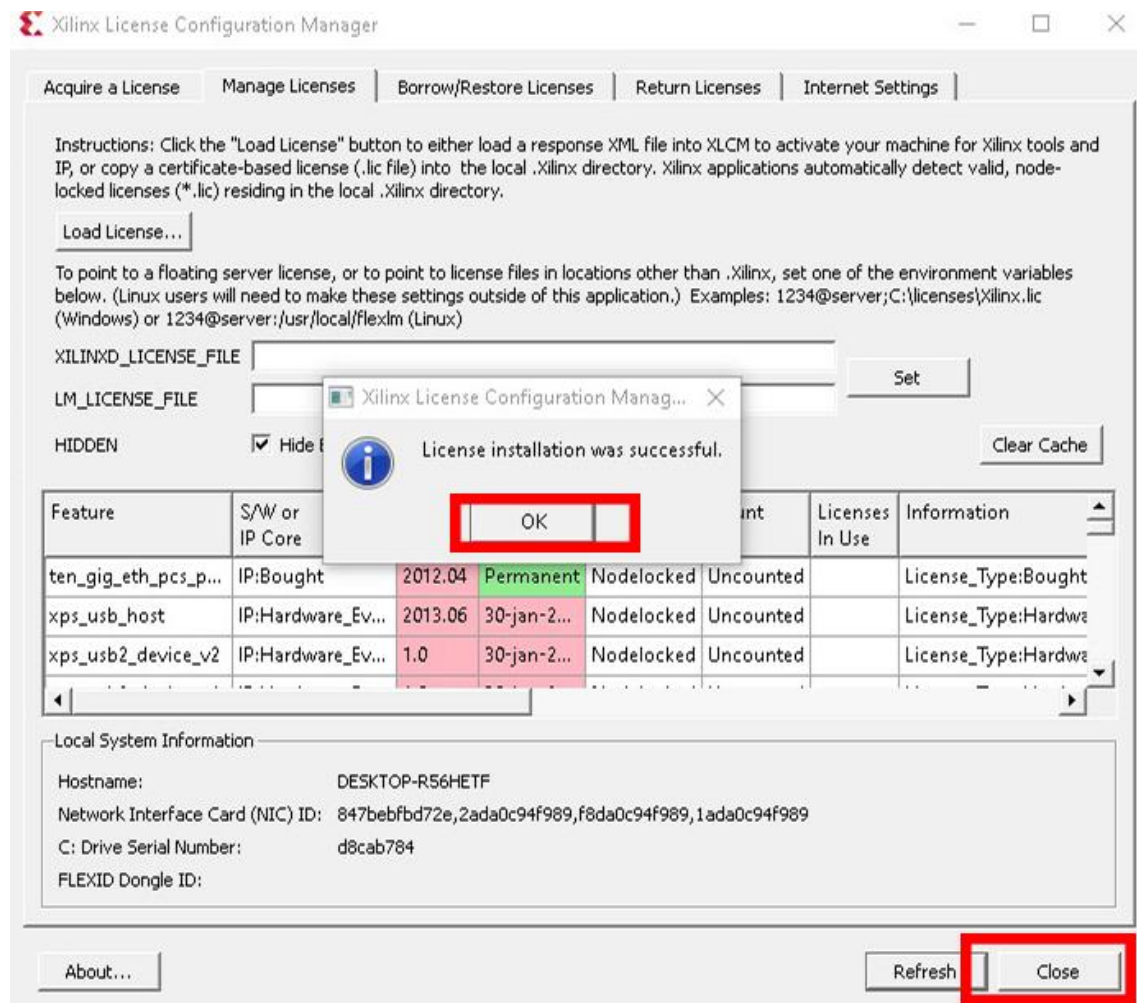 Xilinx License Configuration Manager
Acquire a License
Manage Licenses
Borrow/Restore Licenses
Return Licenses
Internet Settings
Instructions: Click the "Load License" button to either load a response XML file into XLCM to activate your machine for Xilinx tools and
IP, or copy a certificate-based license (.lic file) into the local .Xilinx directory. Xilinx applications automatically detect valid, node-
locked licenses (*.lic) residing in the local .Xilinx directory.
Load License...
To point to a floating server license, or to point to license files in locations other than .Xilinx, set one of the environment variables
below. (Linux users will need to make these settings outside of this application.) Examples: 1234@server;C:\licenses\Xilinx.lic
(Windows) or 1234@server:/usr/local/flexlm (Linux)
XILINXD_LICENSE_FILE
Set
LM_LICENSE_FILE
HIDDEN
Hide
Clear Cache
Xilinx License Configuration Manag...
License installation was successful.
OK
Feature S/W or Licenses Information
IP Core In Use
ten_gig_eth_pcs_p... IP:Bought 2012.04 Permanent Nodelocked Uncounted License_Type:Bought
xps_usb_host IP:Hardware_Ev... 2013.06 30-jan-2... Nodelocked Uncounted License_Type:Hardwa
xps_usb2_device_v2 IP:Hardware_Ev... 1.0 30-jan-2... Nodelocked Uncounted License_Type:Hardwa
Local System Information
Hostname: DESKTOP-R56HETF
Network Interface Card (NIC) ID: 847bebfbd72e,2ada0c94f989,f8da0c94f989,1ada0c94f989
C: Drive Serial Number: d8cab784
FLEXID Dongle ID:
About...
Refresh
Close